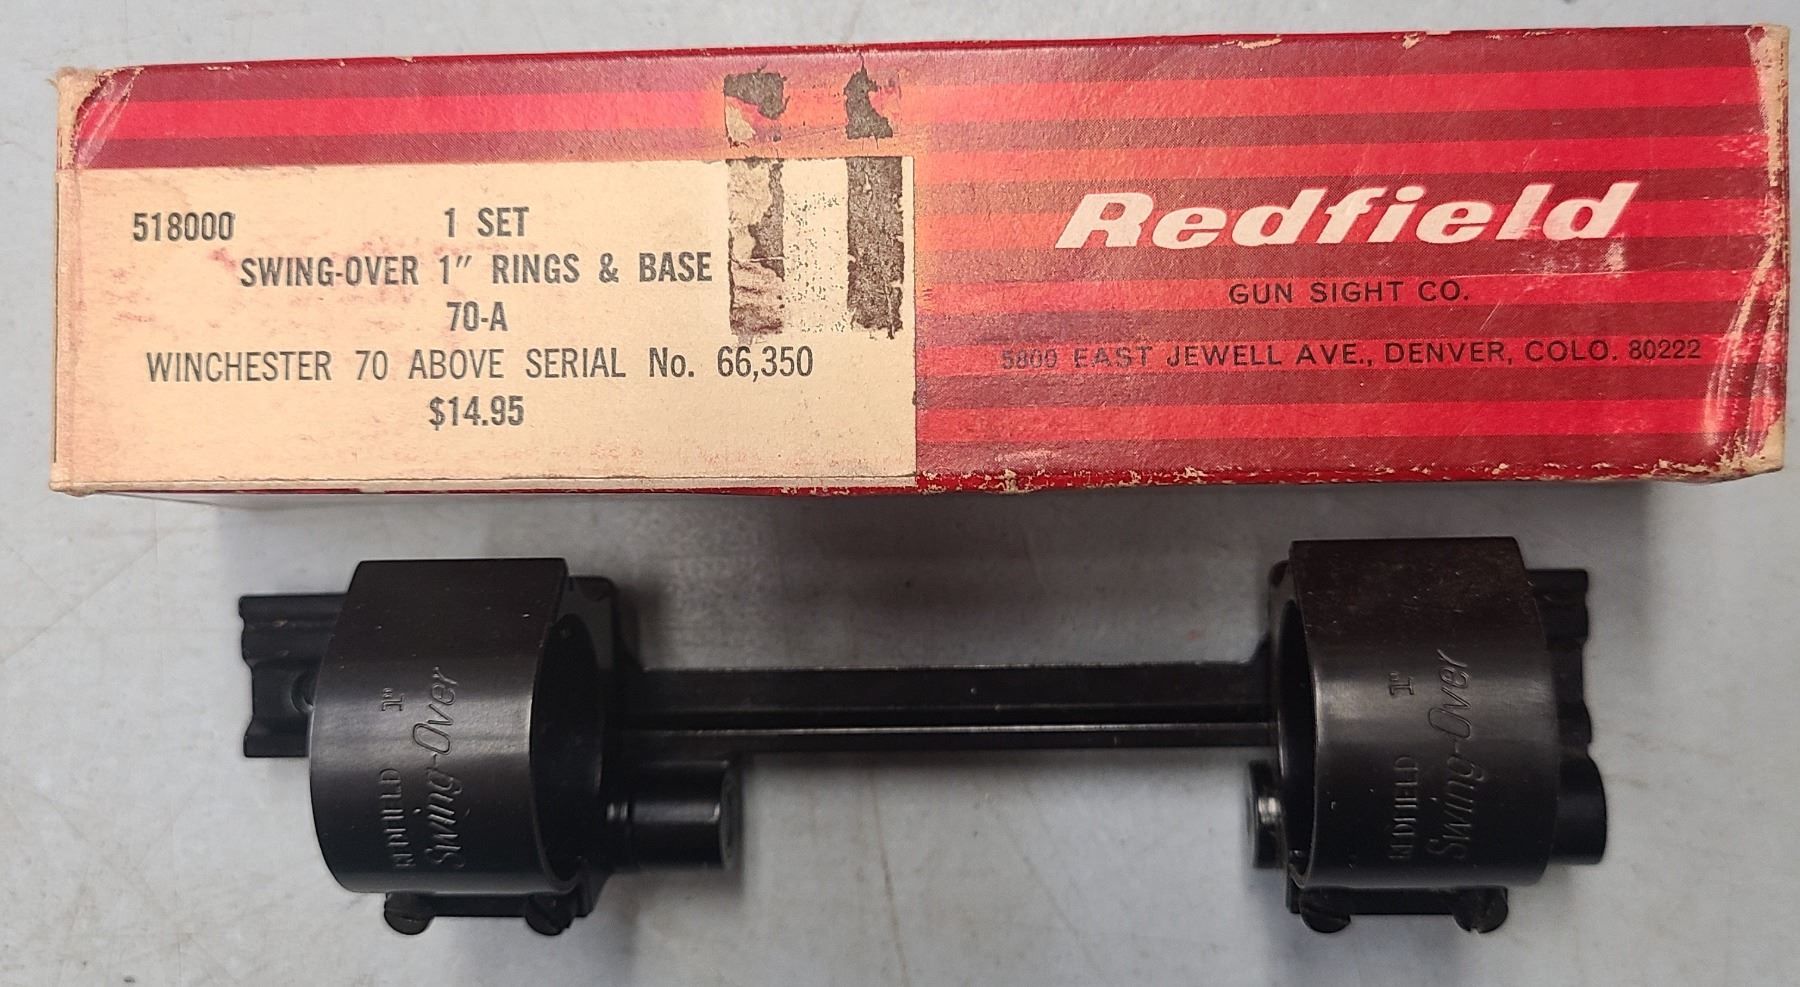 518000 1 SET
SWING-OVER 1" RINGS & BASE
70-A
WINCHESTER 70 ABOVE SERIAL No. 66,350
$14.95
Redfield
GUN SIGHT CO.
5800 EAST JEWELL AVE., DENVER, COLO. 80222
REDFIELD 1"
Swing-Over
REDFIELD 1"
Swing-Over